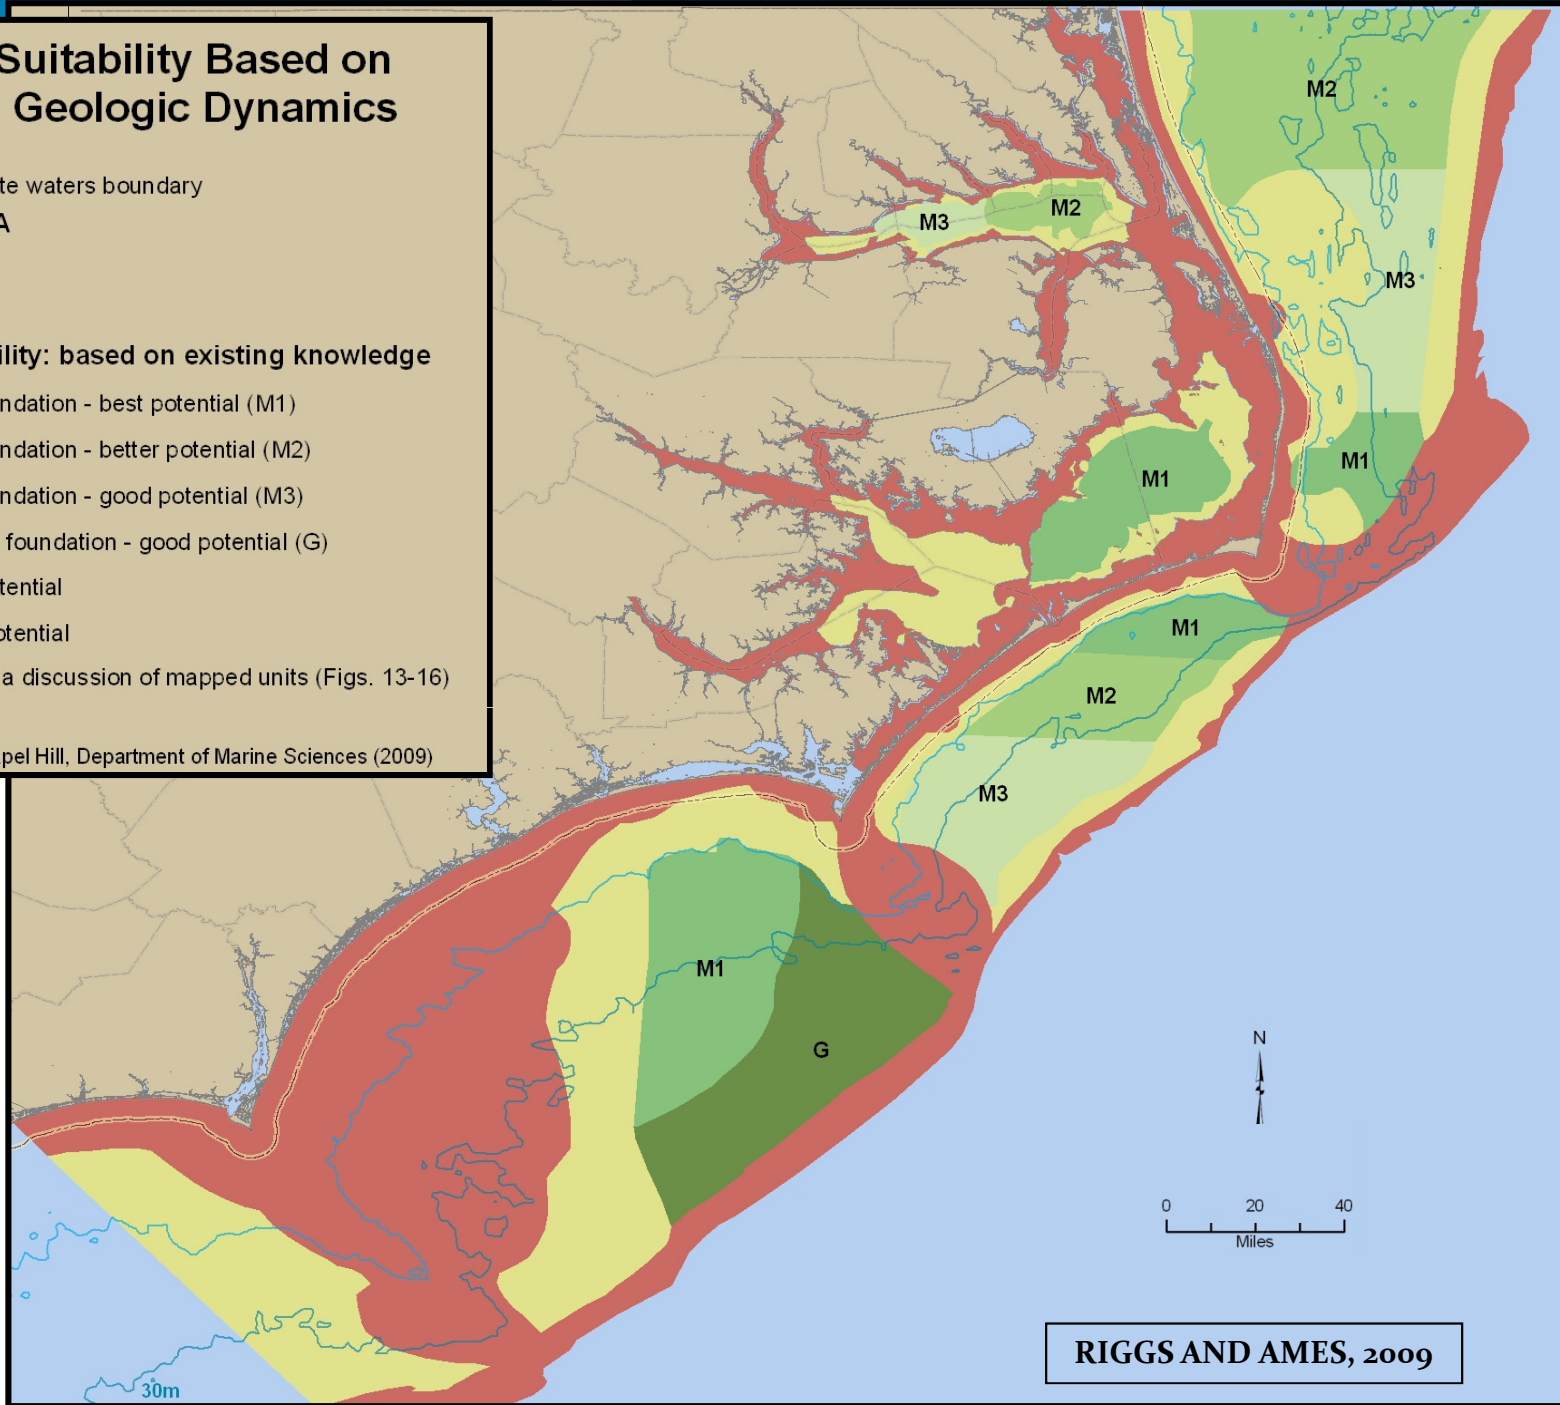 Suitability Based on
Geologic Dynamics
te waters boundary
A
ility: based on existing knowledge
ndation - best potential (M1)
ndation - better potential (M2)
ndation - good potential (M3)
foundation - good potential (G)
tential
otential
a discussion of mapped units (Figs. 13-16)
pel Hill, Department of Marine Sciences (2009)
M2
M3
M2
M3
M1
M1
M1
M2
M3
M1
G
N
0 20 40
Miles
RIGGS AND AMES, 2009
30m